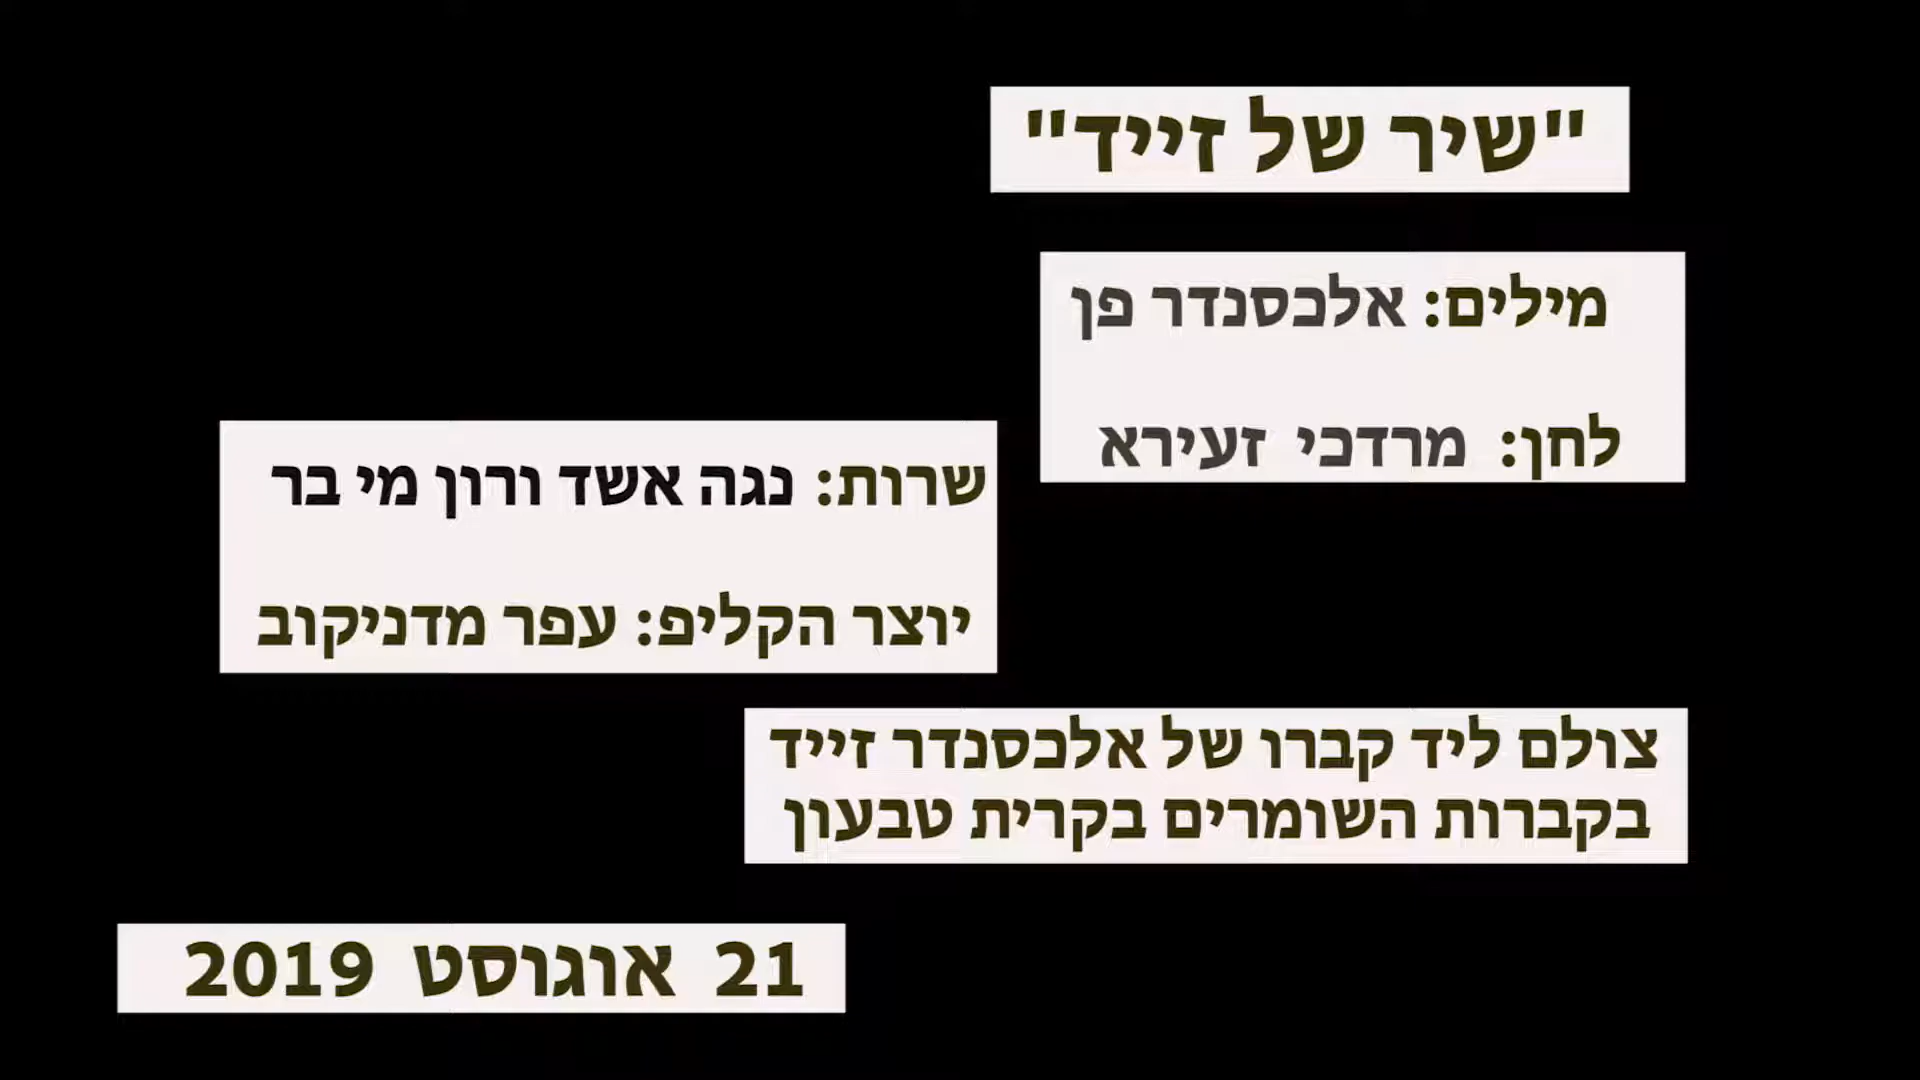 "שיר של זייד"
מילים: אלכסנדר פן
לחן: מרדכי זעירא
שרות: נגה אשד ורון מי בר
יוצר הקליפ: עפר מדניקוב
צולם ליד קברו של אלכסנדר זייד
בקברות השומרים בקרית טבעון
21 אוגוסט 2019